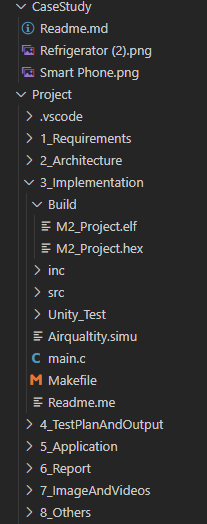 CaseStudy
Readme.md
Refrigerator (2).png
Smart Phone.png
Project
.vscode
1_Requirements
2_Architecture
3_Implementation
Build
M2_Project.elf
M2_Project.hex
inc
src
Unity_Test
Airqualtity.simu
C main.c
M Makefile
Readme.me
4_TestPlanAndOutput
5_Application
6_Report
7_ImageAndVideos
8_Others